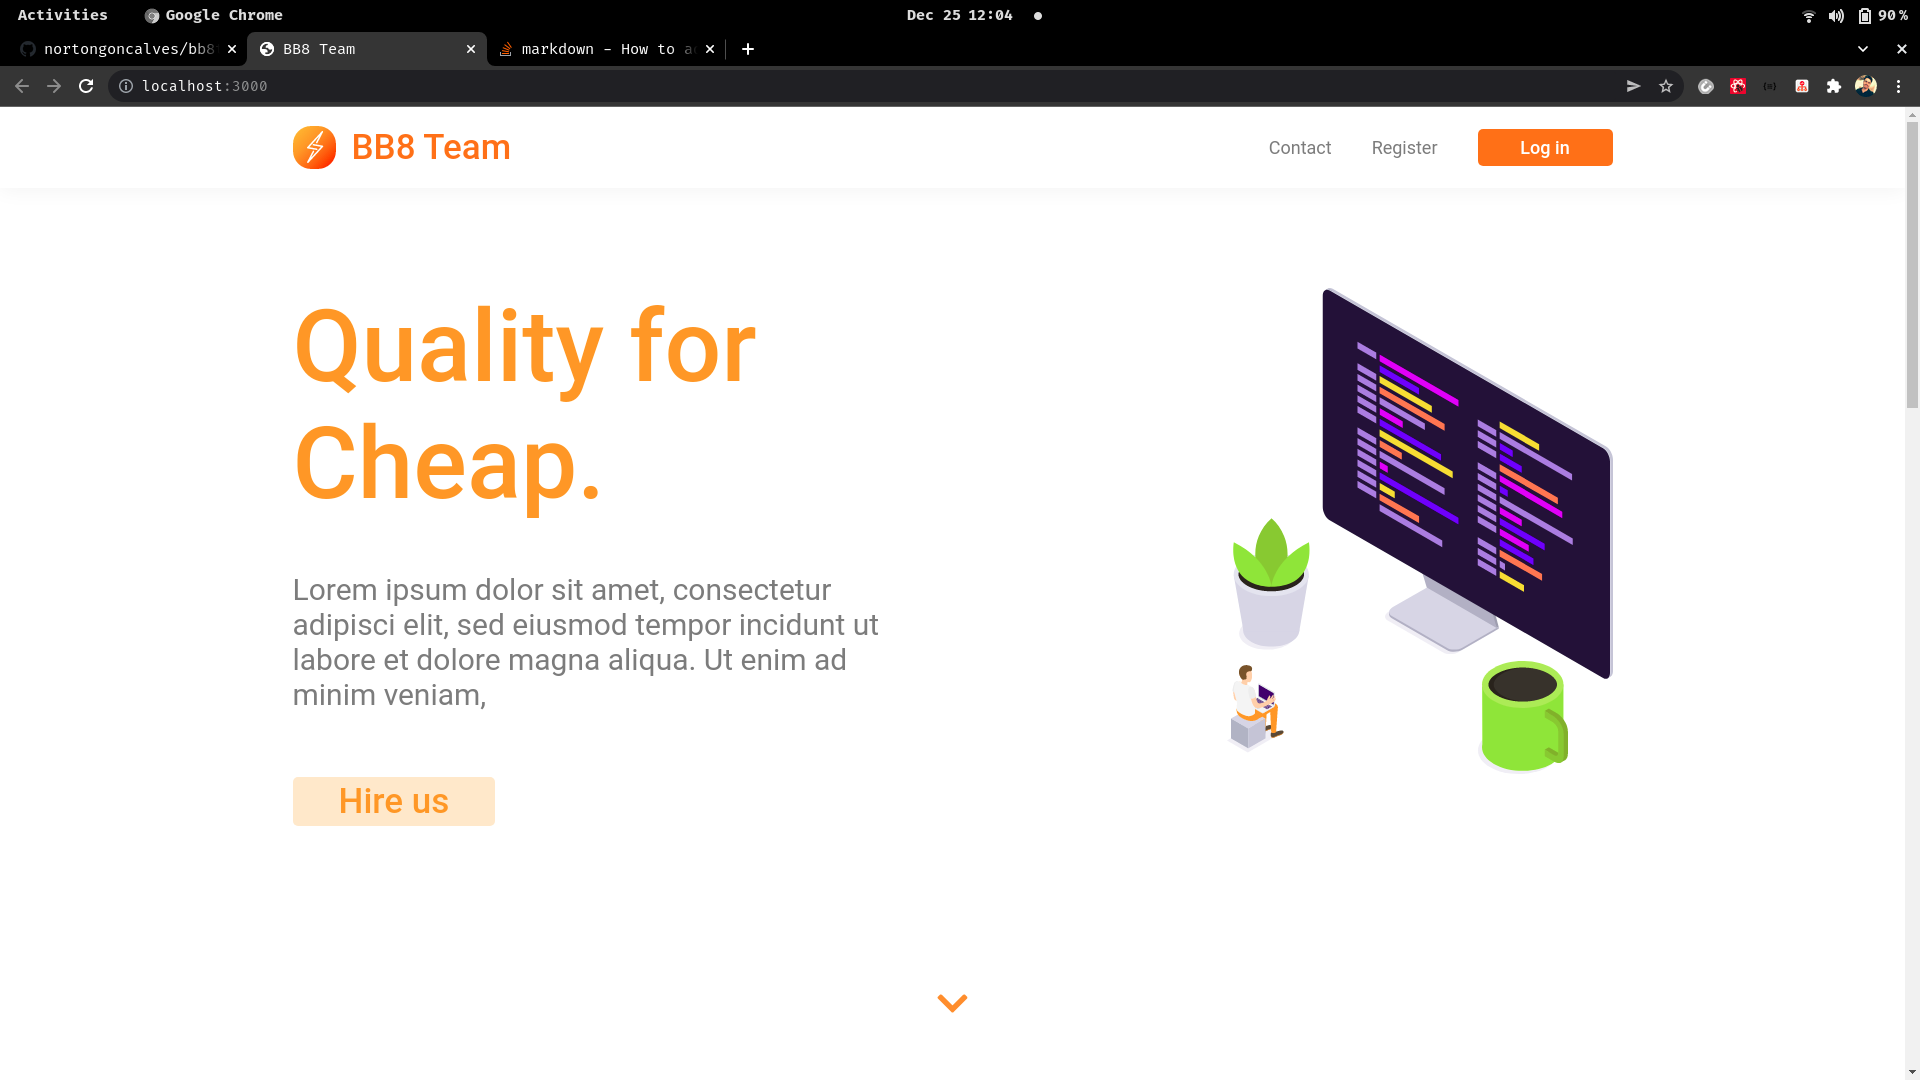 Activities
Google Chrome
Dec 25 12:04
90%
nortongoncalves/bb8
BB8 Team
markdown - How to a
localhost:3000
BB8 Team
Contact
Register
Log in
Quality for
Cheap.
Lorem ipsum dolor sit amet, consectetur
adipisci elit, sed eiusmod tempor incidunt ut
labore et dolore magna aliqua. Ut enim ad
minim veniam,
Hire us